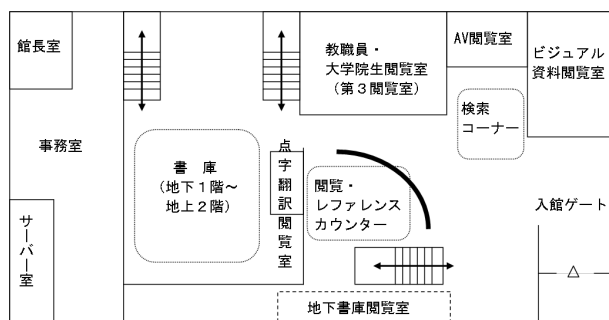 館長室
事務室
サーバー室
書　庫
（地下１階～
地上２階）
点字翻訳閲覧室
教職員・
大学院生閲覧室
（第３閲覧室）
閲覧・
レファレンス
カウンター
AV閲覧室
ビジュアル
資料閲覧室
検索
コーナー
入館ゲート
地下書庫閲覧室